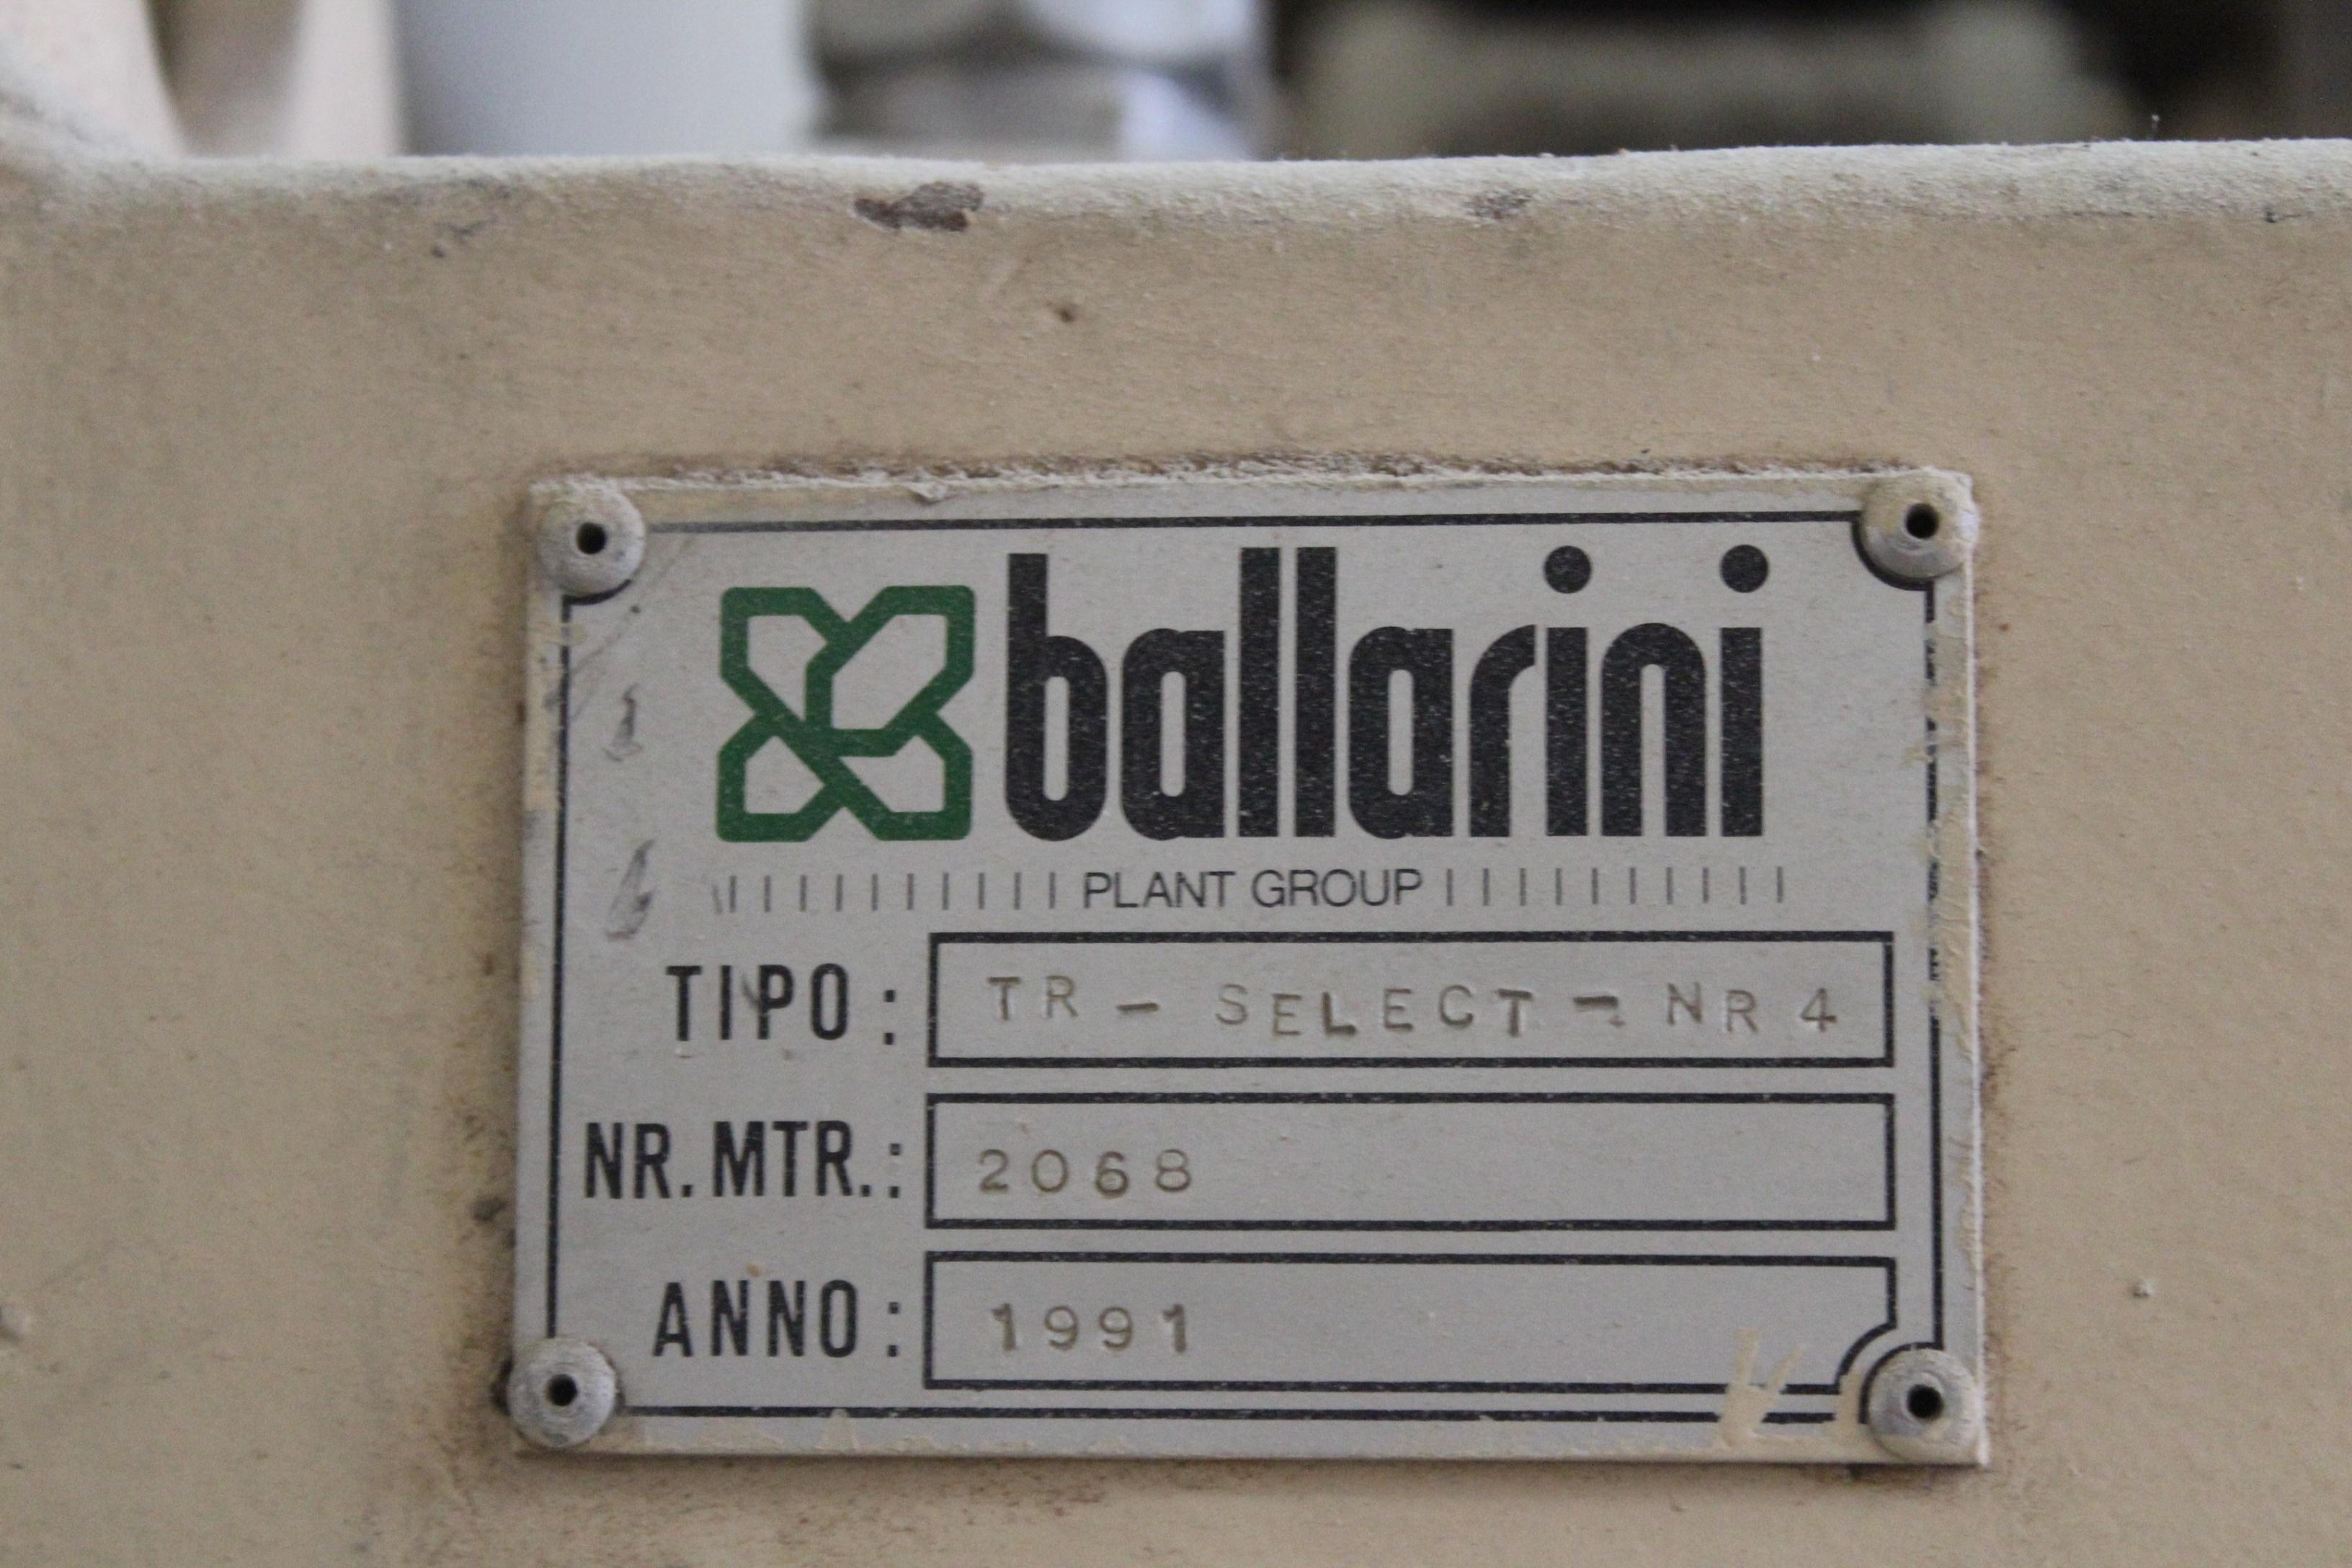 ballarini
PLANT GROUP
TIPO: TR - SELECT - NR 4
NR. MTR.: 2068
ANNO: 1991